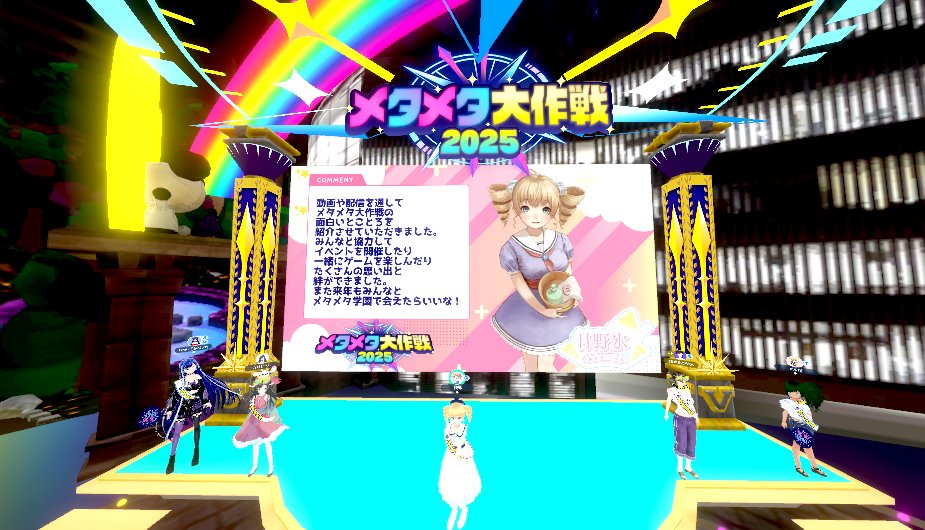 メタメタ大作戦
2025
COMMENT
動画や配信を通して
メタメタ大作戦の
面白いとことろを
紹介させていただきました。
みんなと協力して
イベントを開催したり
一緒にゲームを楽しんだり
たくさんの思い出と
絆ができました。
また来年もみんなと
メタメタ学園で会えたらいいな!
メタメタ大作戦
2025
甘野氷